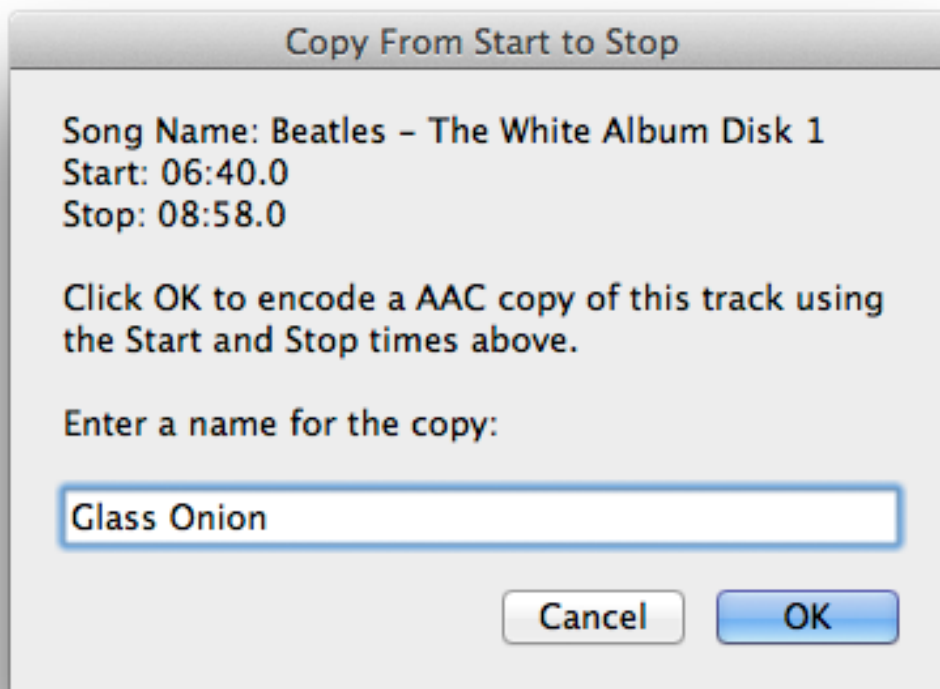 Copy From Start to Stop
Song Name: Beatles – The White Album Disk 1
Start: 06:40.0
Stop: 08:58.0
Click OK to encode a AAC copy of this track using
the Start and Stop times above.
Enter a name for the copy:
Glass Onion
Cancel
OK